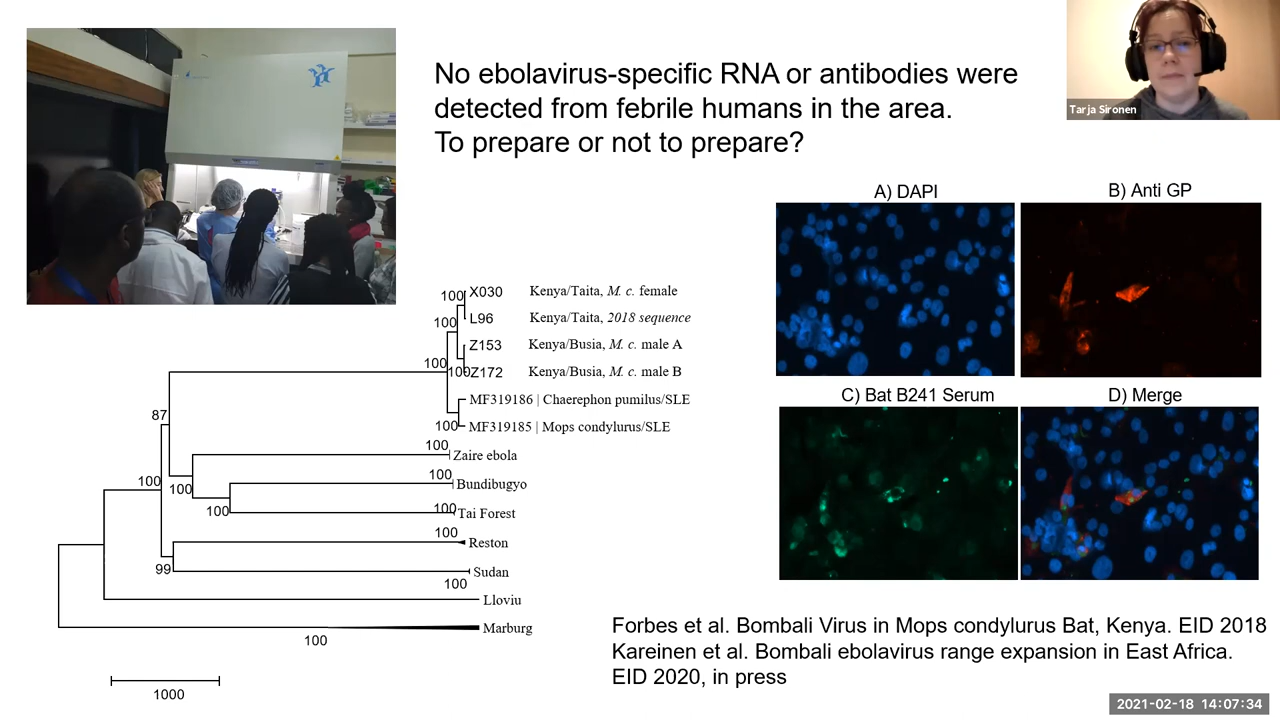 No ebolavirus-specific RNA or antibodies were
detected from febrile humans in the area.
To prepare or not to prepare?
Tarja Sironen
A) DAPI
B) Anti GP
C) Bat B241 Serum
D) Merge
100 X030 Kenya/Taita, M. c. female
100 L96 Kenya/Taita, 2018 sequence
Z153 Kenya/Busia, M. c. male A
100 100 Z172 Kenya/Busia, M. c. male B
MF319186 | Chaerephon pumilus/SLE
100 MF319185 | Mops condylurus/SLE
87
100 Zaire ebola
100 Bundibugyo
100 100
100 100 Tai Forest
100 Reston
99 Sudan
100
Lloviu
Marburg
100
1000
Forbes et al. Bombali Virus in Mops condylurus Bat, Kenya. EID 2018
Kareinen et al. Bombali ebolavirus range expansion in East Africa.
EID 2020, in press
2021-02-18 14:07:34